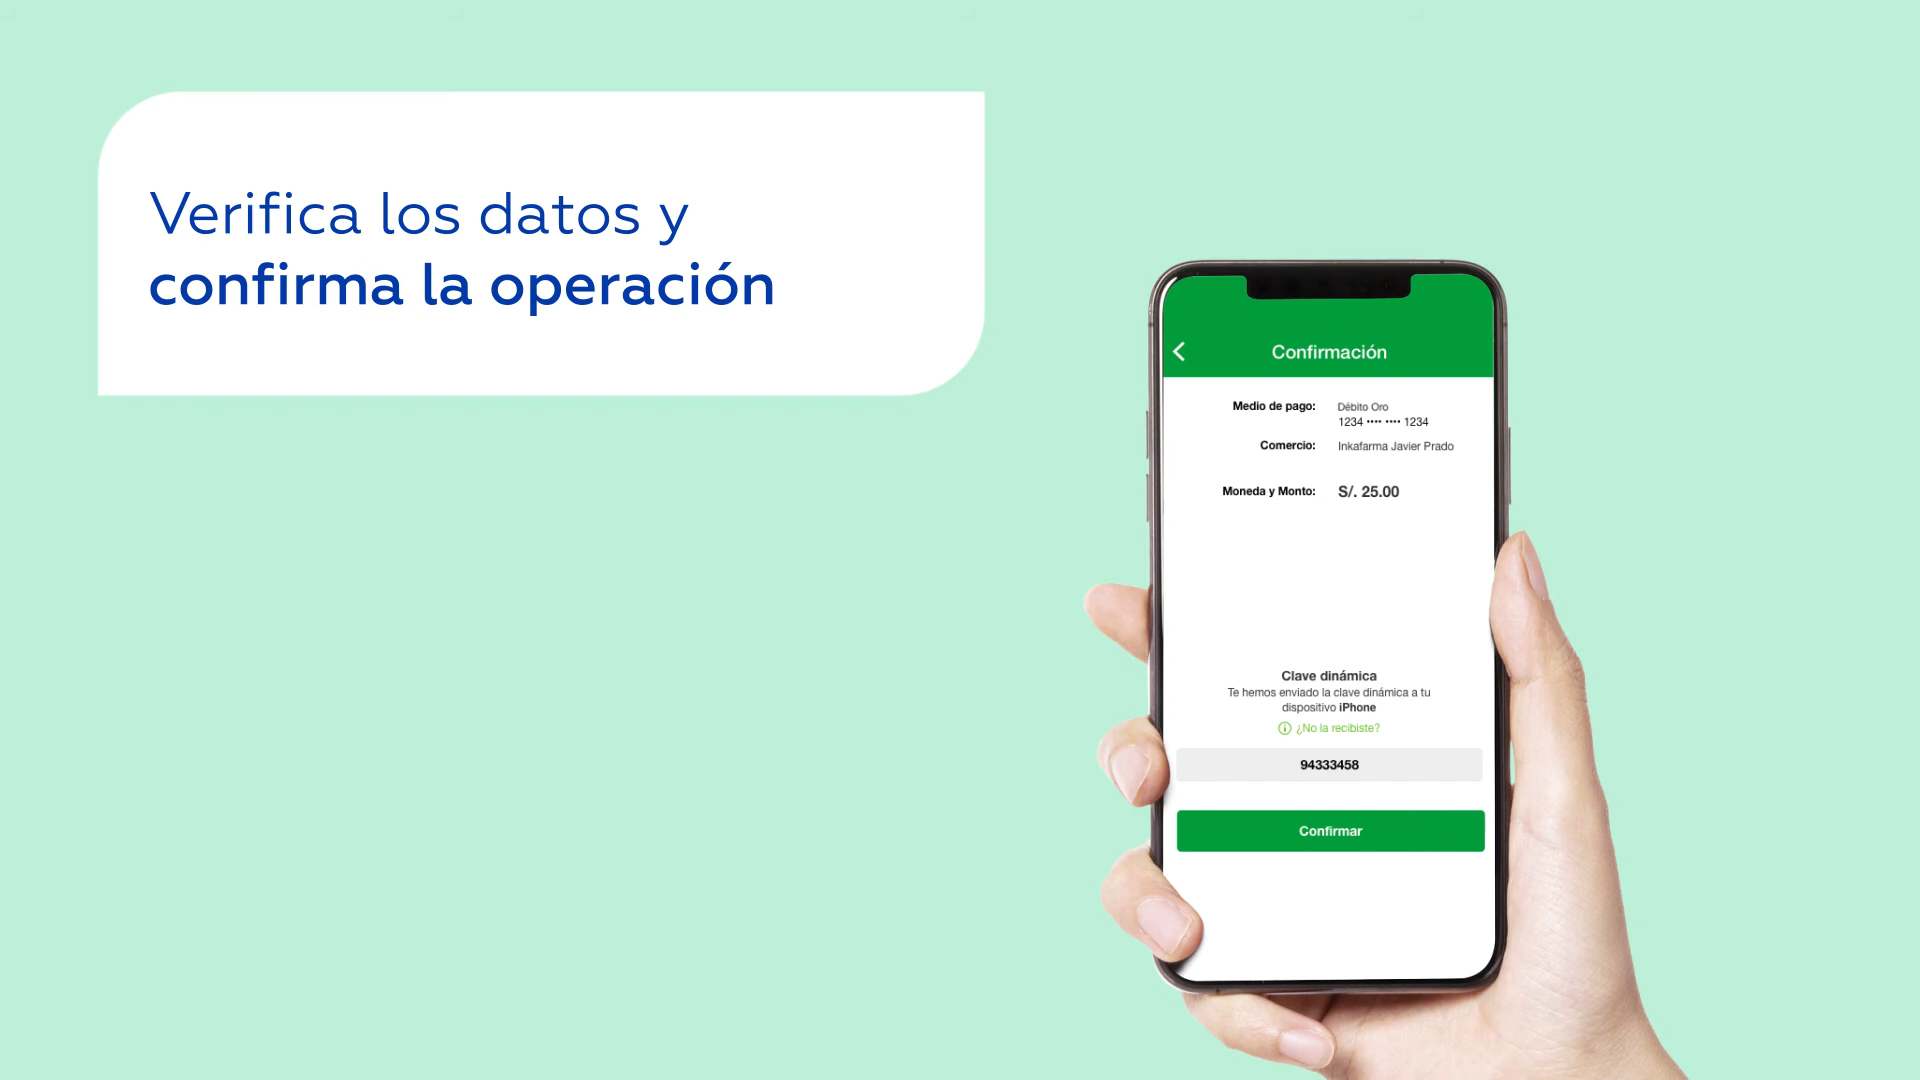 Verifica los datos y
confirma la operación
Confirmación
Medio de pago: Débito Oro
1234 •••• •••• 1234
Comercio: Inkafarma Javier Prado
Moneda y Monto: S/. 25.00
Clave dinámica
Te hemos enviado la clave dinámica a tu
dispositivo iPhone
¿No la recibiste?
94333458
Confirmar